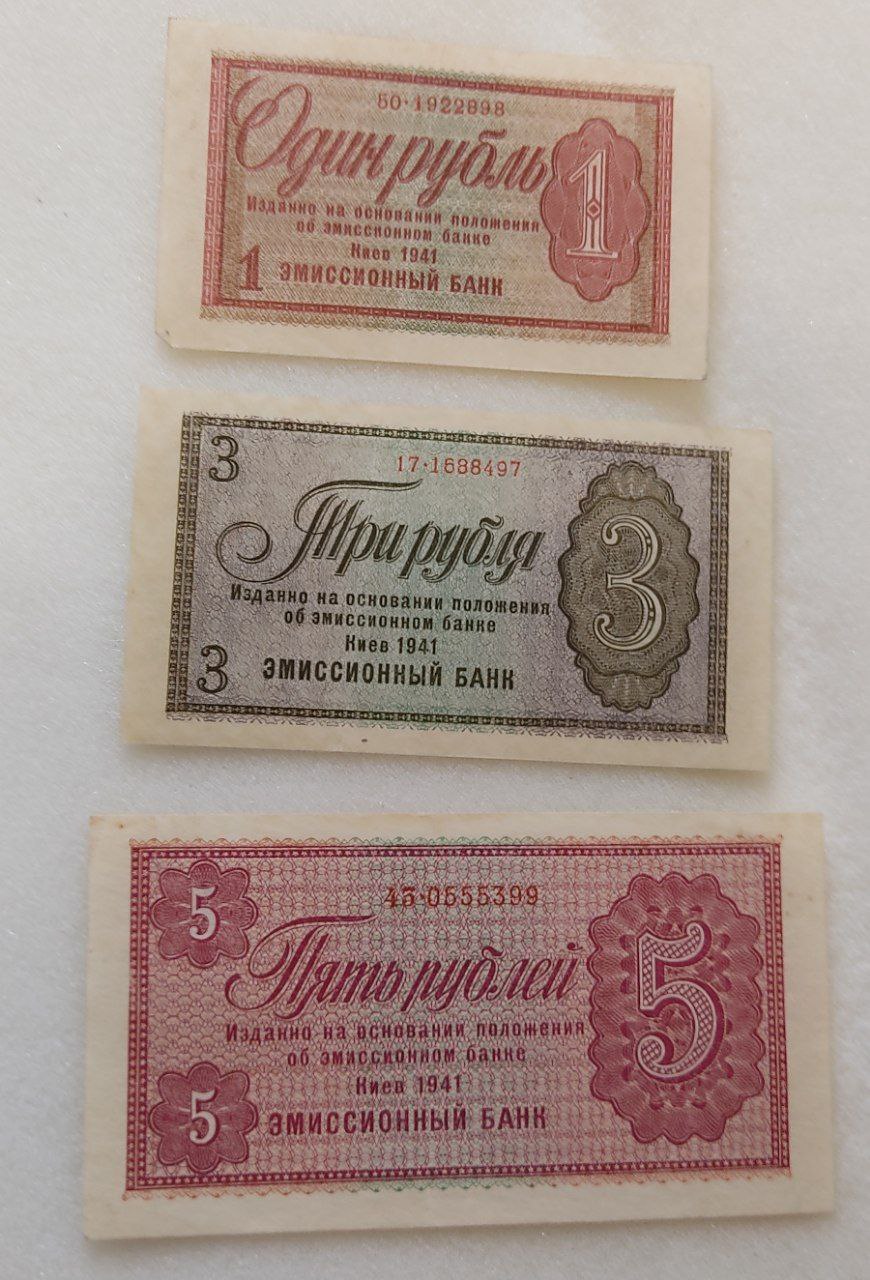 50·1922898
Один рубль
1
Изданно на основании положения
об эмиссионном банке
Киев 1941
1 ЭМИССИОННЫЙ БАНК
3
17·1688497
Три рубля
3
Изданно на основании положения
об эмиссионном банке
Киев 1941
3
ЭМИССИОННЫЙ БАНК
5
43·0555399
Пять рублей
5
Изданно на основании положения
об эмиссионном банке
Киев 1941
5
ЭМИССИОННЫЙ БАНК